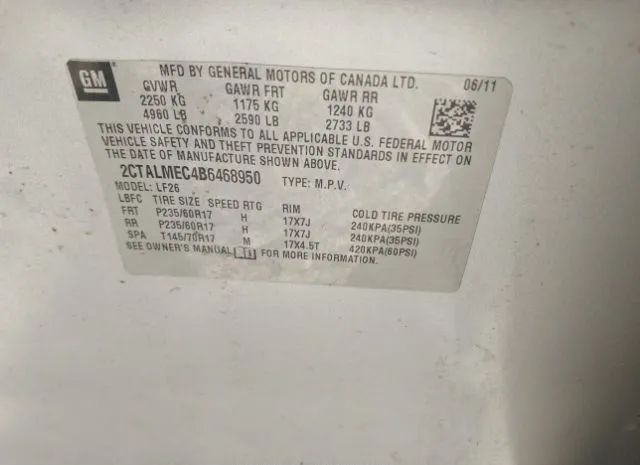 GM
MFD BY GENERAL MOTORS OF CANADA LTD. 06/11
GVWR GAWR FRT GAWR RR
2250 KG 1175 KG 1240 KG
4960 LB 2590 LB 2733 LB
THIS VEHICLE CONFORMS TO ALL APPLICABLE U.S. FEDERAL MOTOR
VEHICLE SAFETY AND THEFT PREVENTION STANDARDS IN EFFECT ON
THE DATE OF MANUFACTURE SHOWN ABOVE.
2CTALMEC4B6468950 TYPE: M.P.V.
MODEL: LF26
LBFC TIRE SIZE SPEED RTG RIM COLD TIRE PRESSURE
FRT P235/60R17 H 17X7J 240KPA(35PSI)
RR P235/60R17 H 17X7J 240KPA(35PSI)
SPA T145/70R17 M 17X4.5T 420KPA(60PSI)
SEE OWNER'S MANUAL FOR MORE INFORMATION.